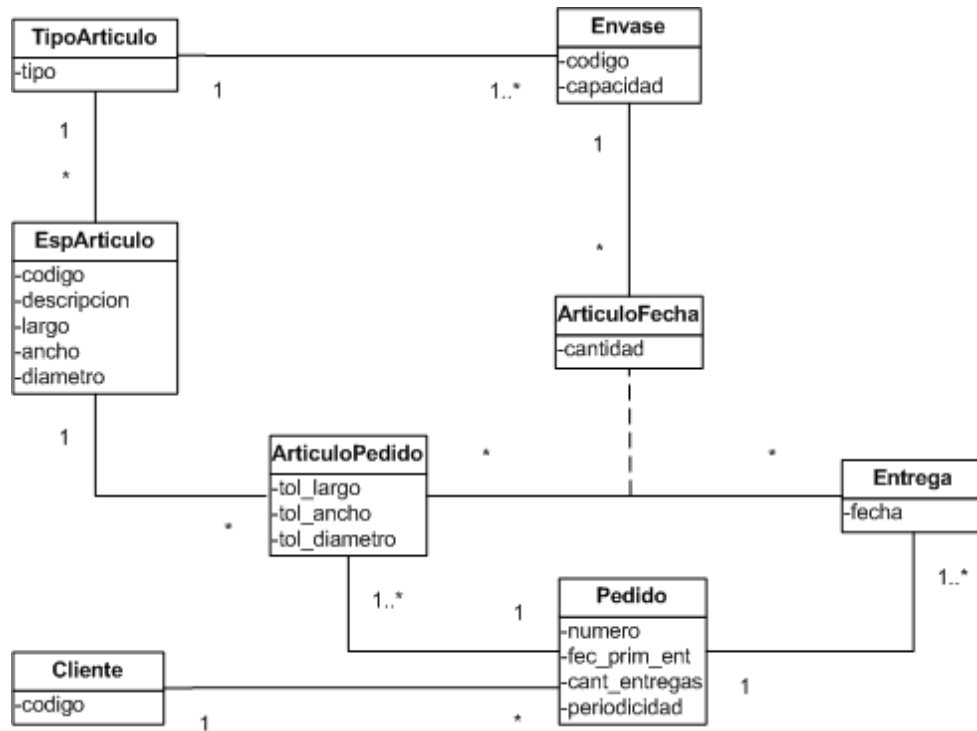 TipoArticulo
-tipo
1
1..*
Envase
-codigo
-capacidad
1
*
1
*
EspArticulo
-codigo
-descripcion
-largo
-ancho
-diametro
ArticuloFecha
-cantidad
1
*
ArticuloPedido
-tol_largo
-tol_ancho
-tol_diametro
*
*
Entrega
-fecha
1..*
1
Pedido
-numero
-fec_prim_ent
-cant_entregas
-periodicidad
1..*
1
Cliente
-codigo
1
*